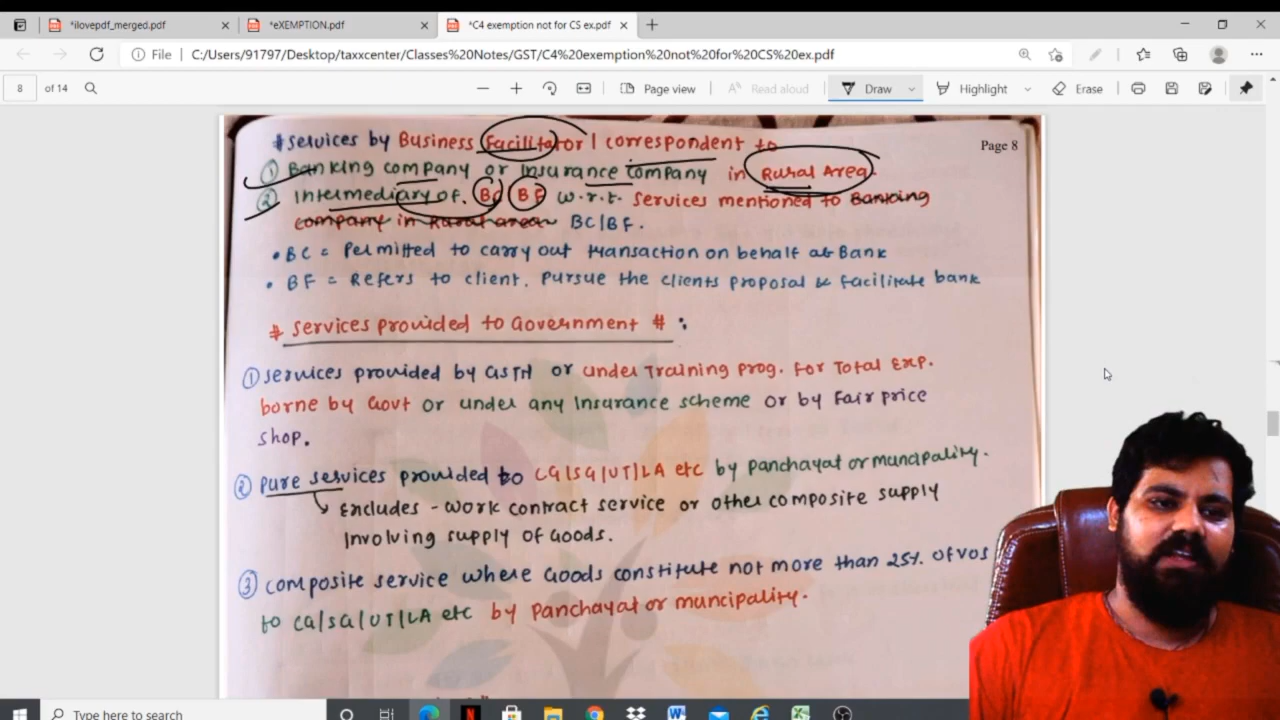 *ilovepdf_merged.pdf
*eXEMPTION.pdf
*C4 exemption not for CS ex.pdf
File
C:/Users/91797/Desktop/taxxcenter/Classes%20Notes/GST/C4%20exemption%20not%20for%20CS%20ex.pdf
8 of 14
Page view
Read aloud
Draw
Highlight
Erase
Page 8
# Services by Business Facilitator | correspondent to
① Banking company or Insurance company in Rural Area.
② Intermediary of. BC BF w.r.t. Services mentioned to Banking
company in Rural area BC/BF.
• BC = Permitted to carry out transaction on behalf ab Bank
• BF = Refers to client. Pursue the clients proposal & facilitate bank
# Services provided to Government # :
① Services provided by GSTN or under Training Prog. for Total Exp.
borne by Govt or under any Insurance scheme or by Fair price
shop.
② Pure services provided to CG/SG/UT/LA etc by Panchayat or muncipality.
Excludes - work contract service or other composite supply
Involving supply of Goods.
③ Composite service where Goods constitute not more than 25% of VOS
to CG/SG/UT/LA etc by Panchayat or muncipality.
Type here to search